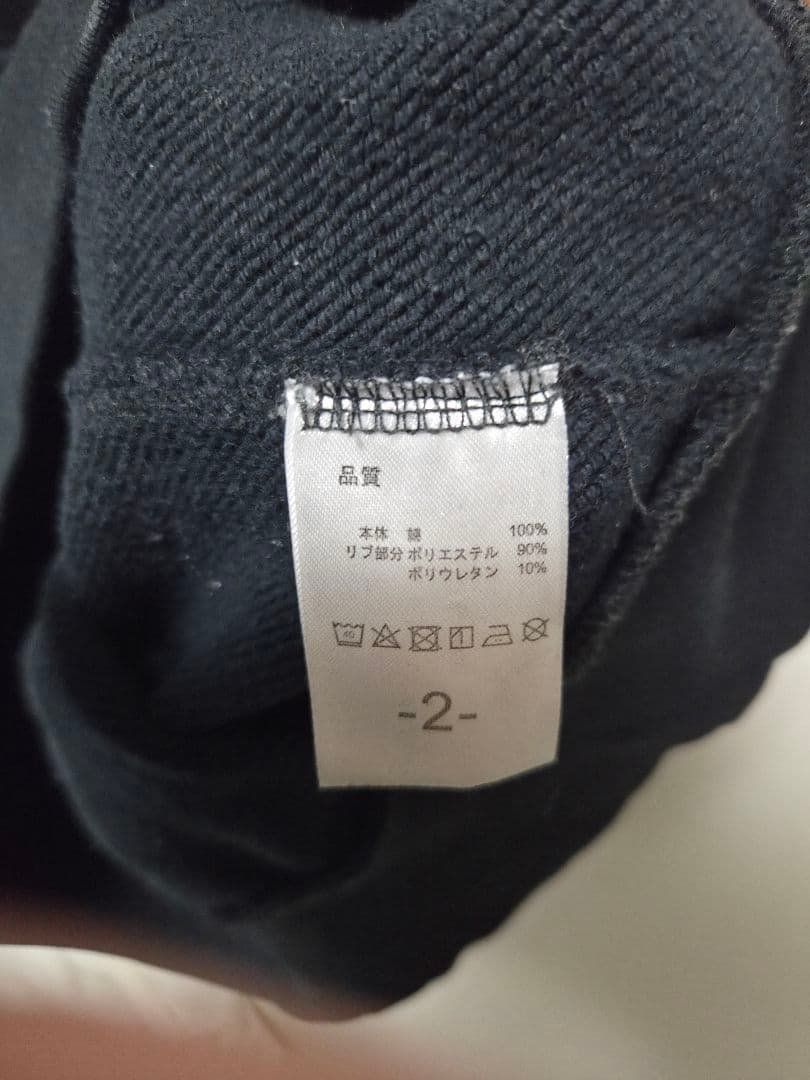 品質
本体 綿 100%
リブ部分 ポリエステル 90%
ポリウレタン 10%
40
-2-